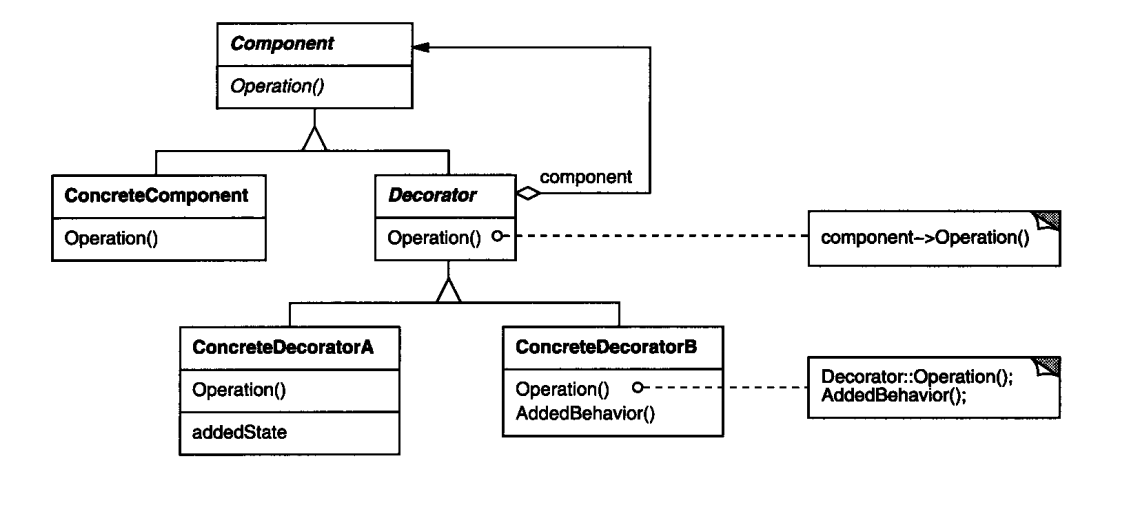 Component
Operation()
component
ConcreteComponent
Operation()
Decorator
Operation()
component->Operation()
ConcreteDecoratorA
Operation()
addedState
ConcreteDecoratorB
Operation()
AddedBehavior()
Decorator::Operation();
AddedBehavior();